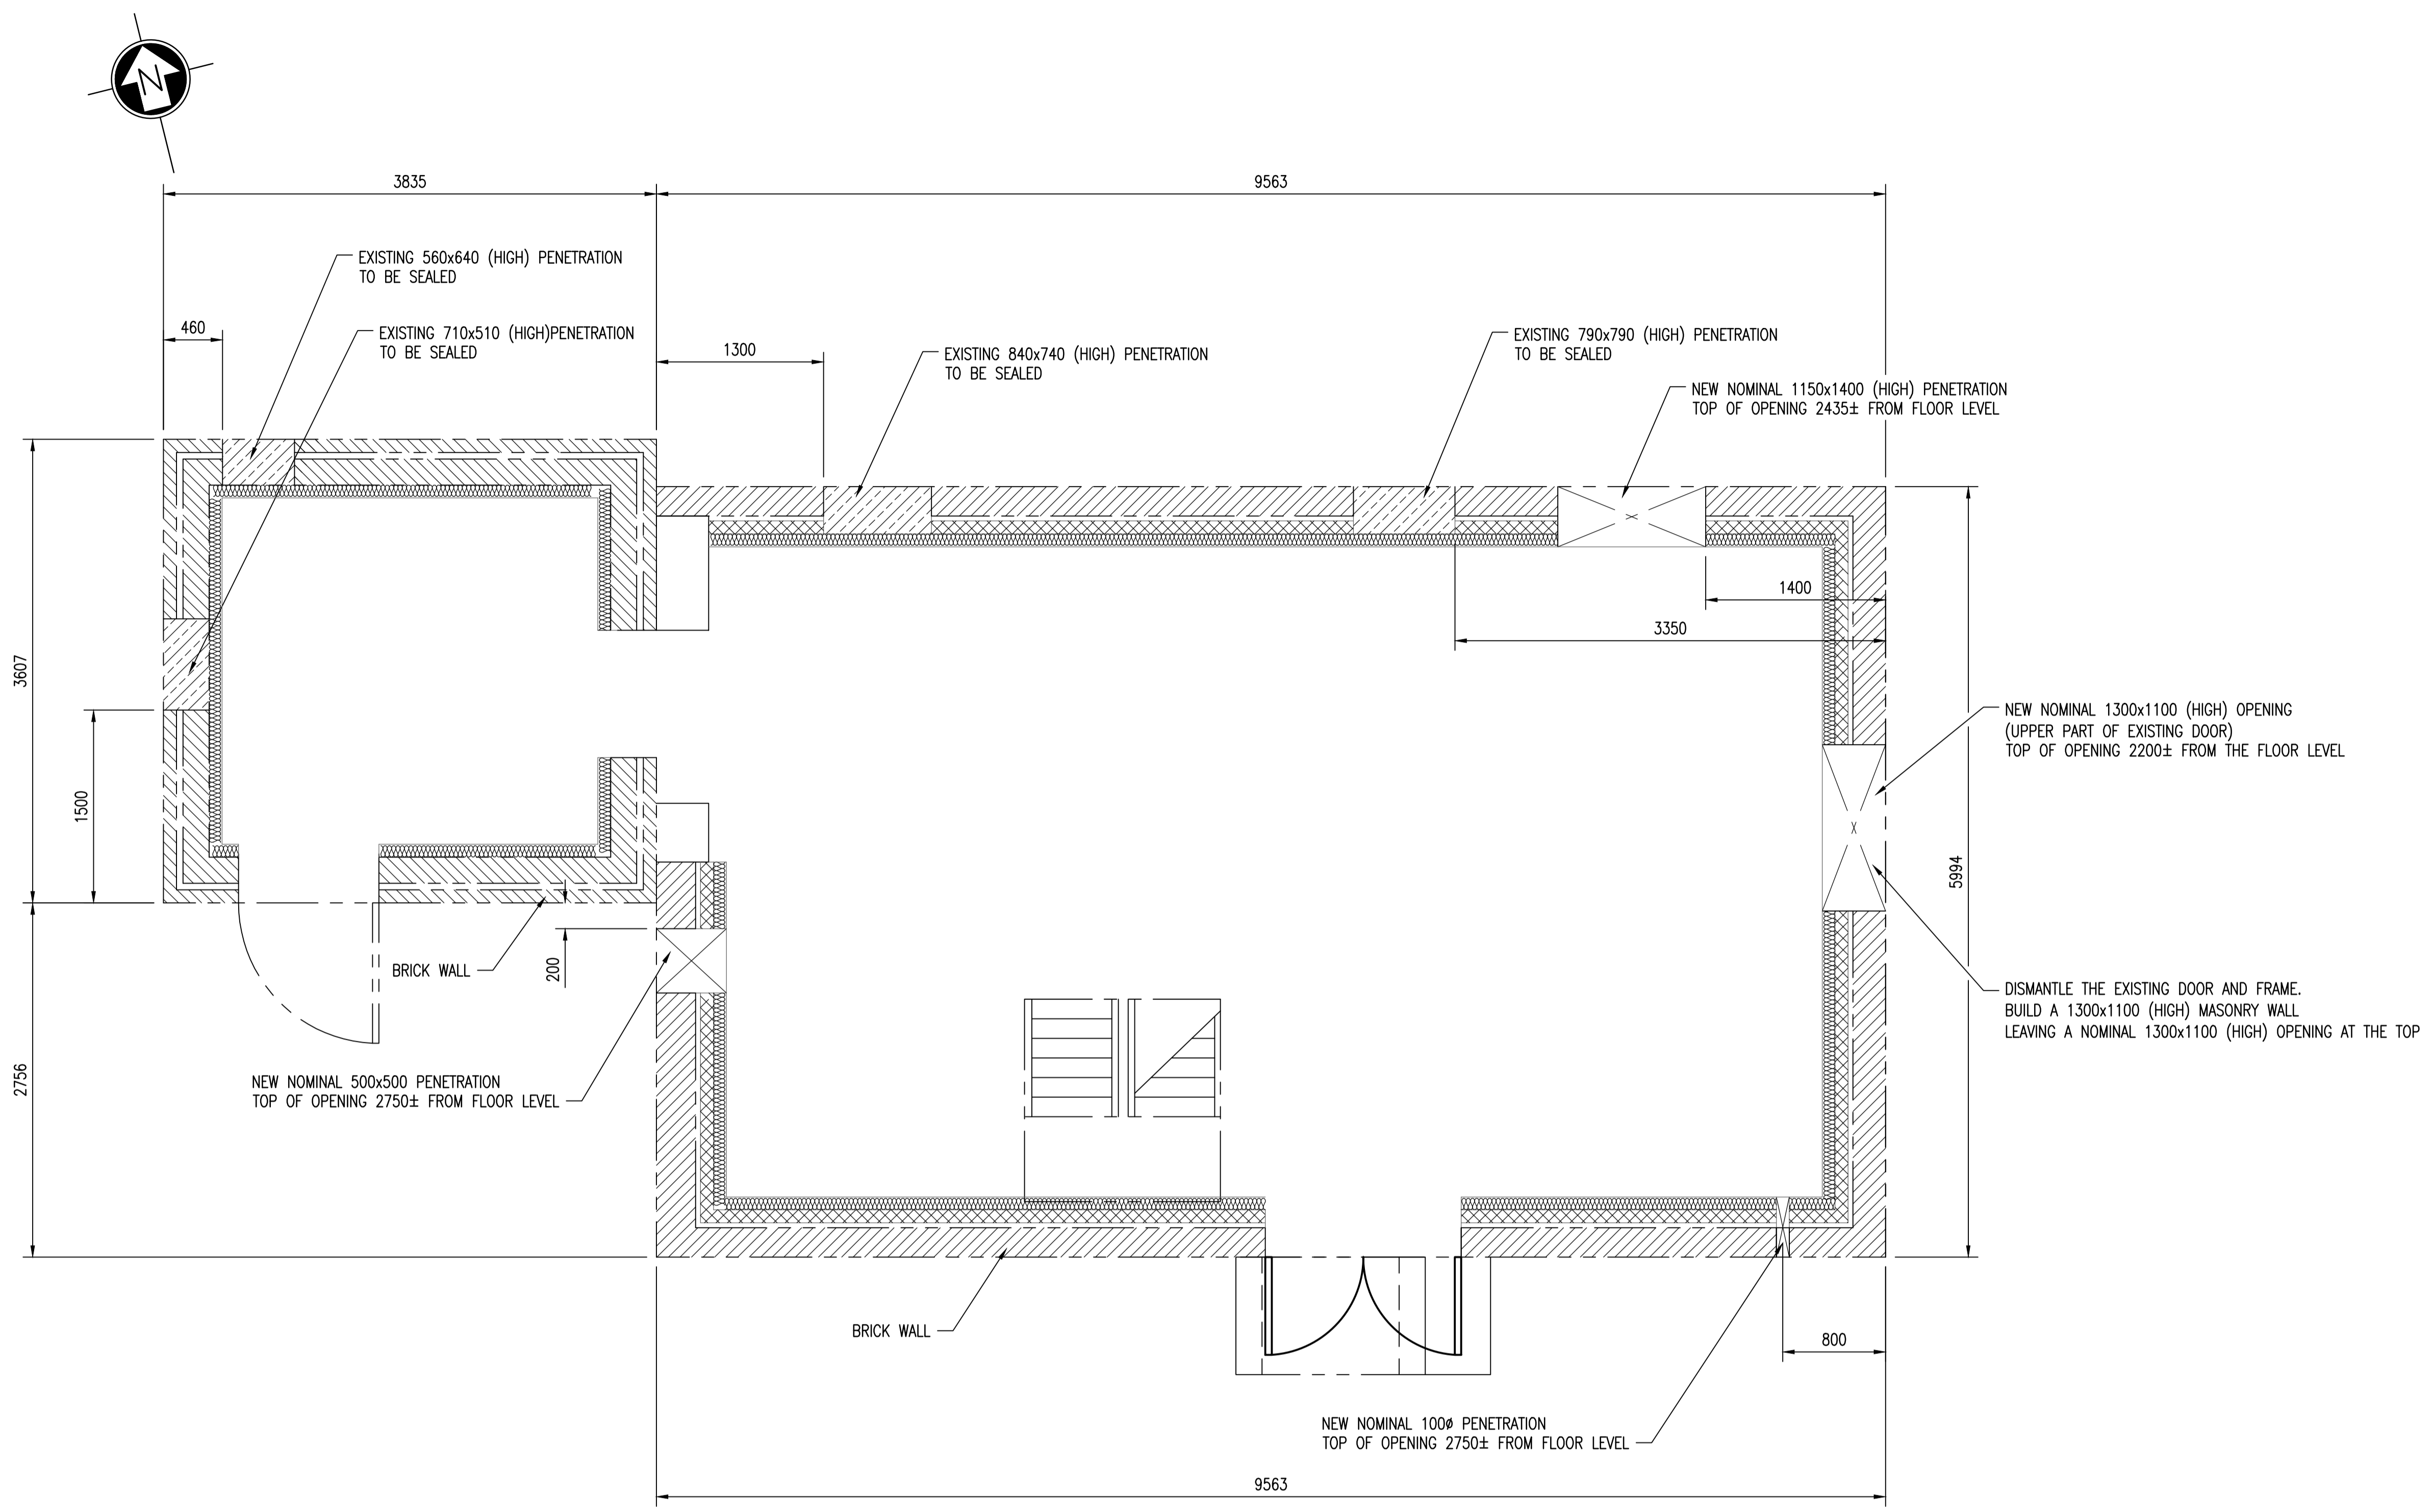 N
3835
9563
EXISTING 560x640 (HIGH) PENETRATION
TO BE SEALED
460
EXISTING 710x510 (HIGH)PENETRATION
TO BE SEALED
1300
EXISTING 840x740 (HIGH) PENETRATION
TO BE SEALED
EXISTING 790x790 (HIGH) PENETRATION
TO BE SEALED
NEW NOMINAL 1150x1400 (HIGH) PENETRATION
TOP OF OPENING 2435± FROM FLOOR LEVEL
1400
3350
3607
1500
NEW NOMINAL 1300x1100 (HIGH) OPENING
(UPPER PART OF EXISTING DOOR)
TOP OF OPENING 2200± FROM THE FLOOR LEVEL
5994
BRICK WALL
200
DISMANTLE THE EXISTING DOOR AND FRAME.
BUILD A 1300x1100 (HIGH) MASONRY WALL
LEAVING A NOMINAL 1300x1100 (HIGH) OPENING AT THE TOP
2756
NEW NOMINAL 500x500 PENETRATION
TOP OF OPENING 2750± FROM FLOOR LEVEL
BRICK WALL
800
NEW NOMINAL 100ø PENETRATION
TOP OF OPENING 2750± FROM FLOOR LEVEL
9563